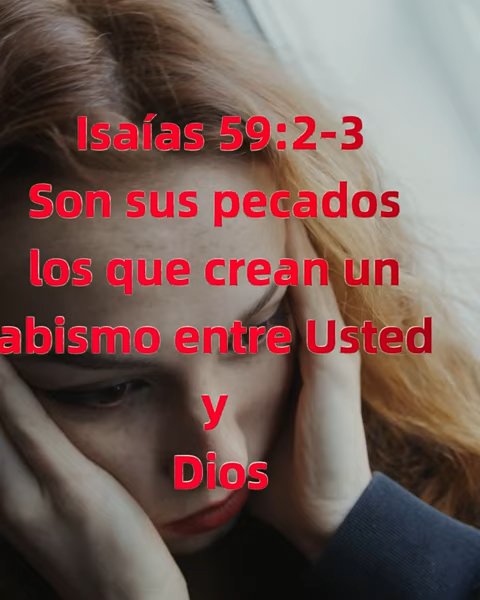 Isaías 59:2-3
Son sus pecados
los que crean un
abismo entre Usted
y
Dios